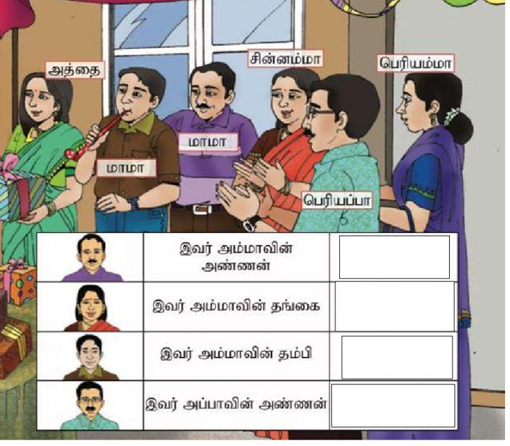 சின்னம்மா
பெரியம்மா
அத்தை
மாமா
மாமா
பெரியப்பா
இவர் அம்மாவின்
அண்ணன்
இவர் அம்மாவின் தங்கை
இவர் அம்மாவின் தம்பி
இவர் அப்பாவின் அண்ணன்